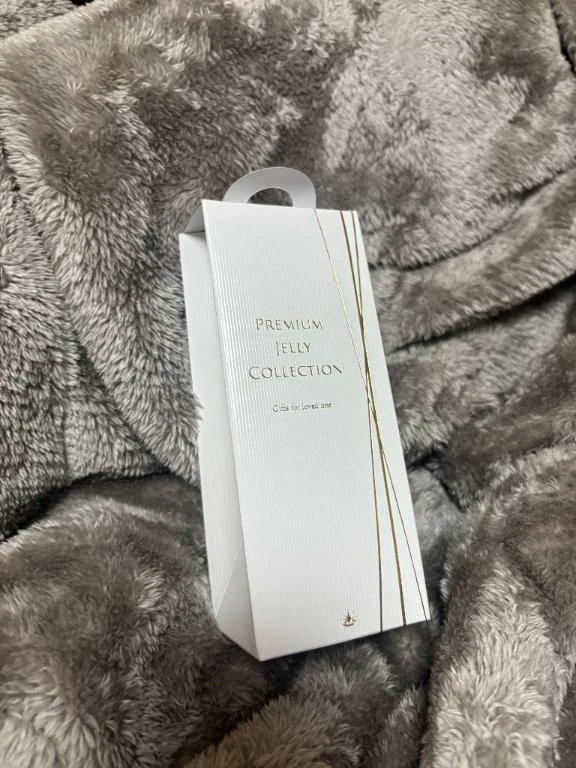 PREMIUM
JELLY
COLLECTION
Gifts for loved one